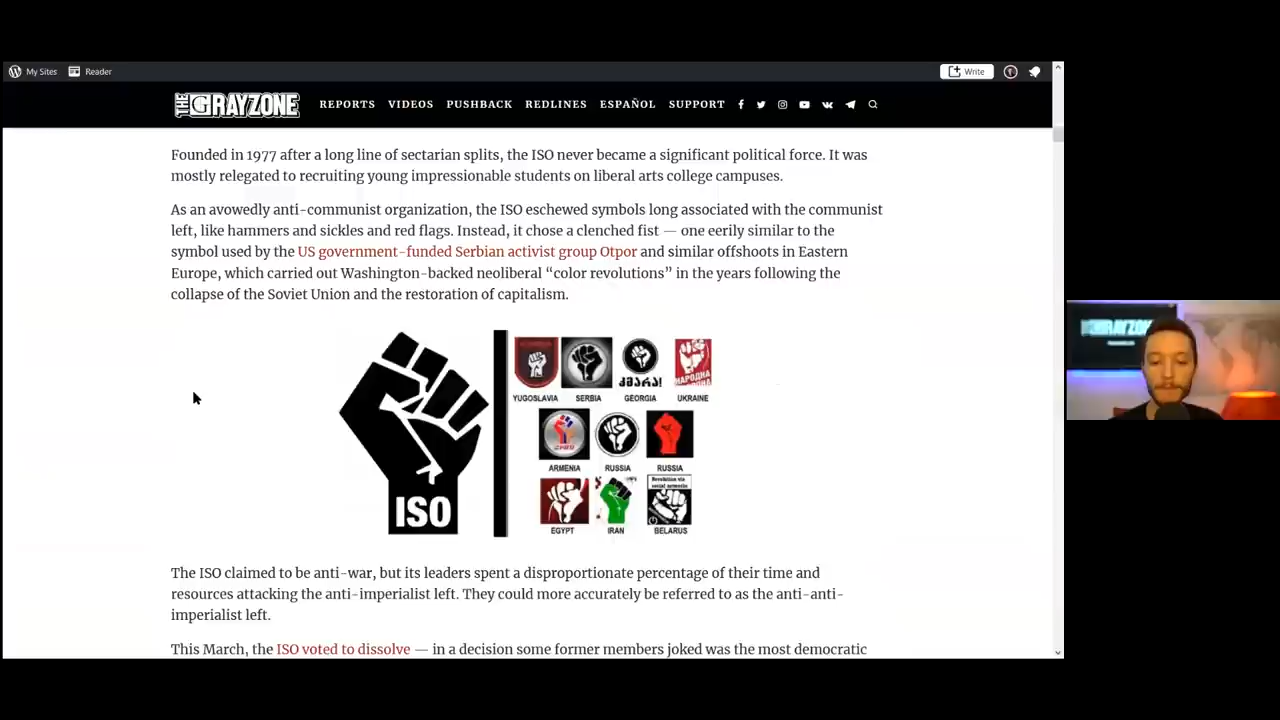 My Sites Reader Write
THE GRAYZONE REPORTS VIDEOS PUSHBACK REDLINES ESPAÑOL SUPPORT
Founded in 1977 after a long line of sectarian splits, the ISO never became a significant political force. It was
mostly relegated to recruiting young impressionable students on liberal arts college campuses.
As an avowedly anti-communist organization, the ISO eschewed symbols long associated with the communist
left, like hammers and sickles and red flags. Instead, it chose a clenched fist — one eerily similar to the
symbol used by the US government-funded Serbian activist group Otpor and similar offshoots in Eastern
Europe, which carried out Washington-backed neoliberal “color revolutions” in the years following the
collapse of the Soviet Union and the restoration of capitalism.
ISO
კმარა!
НАРОДНА
YUGOSLAVIA SERBIA GEORGIA UKRAINE
ARMENIA RUSSIA RUSSIA
Revolution via
social networks
EGYPT IRAN BELARUS
The ISO claimed to be anti-war, but its leaders spent a disproportionate percentage of their time and
resources attacking the anti-imperialist left. They could more accurately be referred to as the anti-anti-
imperialist left.
This March, the ISO voted to dissolve — in a decision some former members joked was the most democratic
GRAYZONE